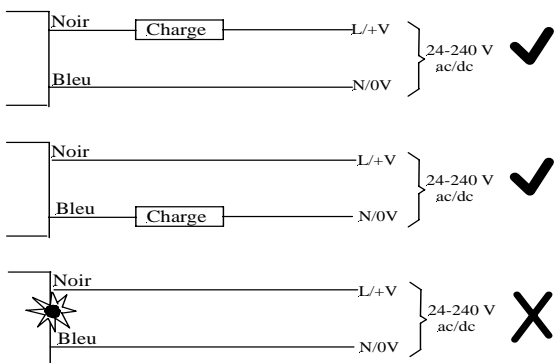 Noir
Charge
L/+V
24-240 V
ac/dc
Bleu
N/0V
Noir
L/+V
24-240 V
ac/dc
Bleu
Charge
N/0V
Noir
L/+V
24-240 V
ac/dc
Bleu
N/0V